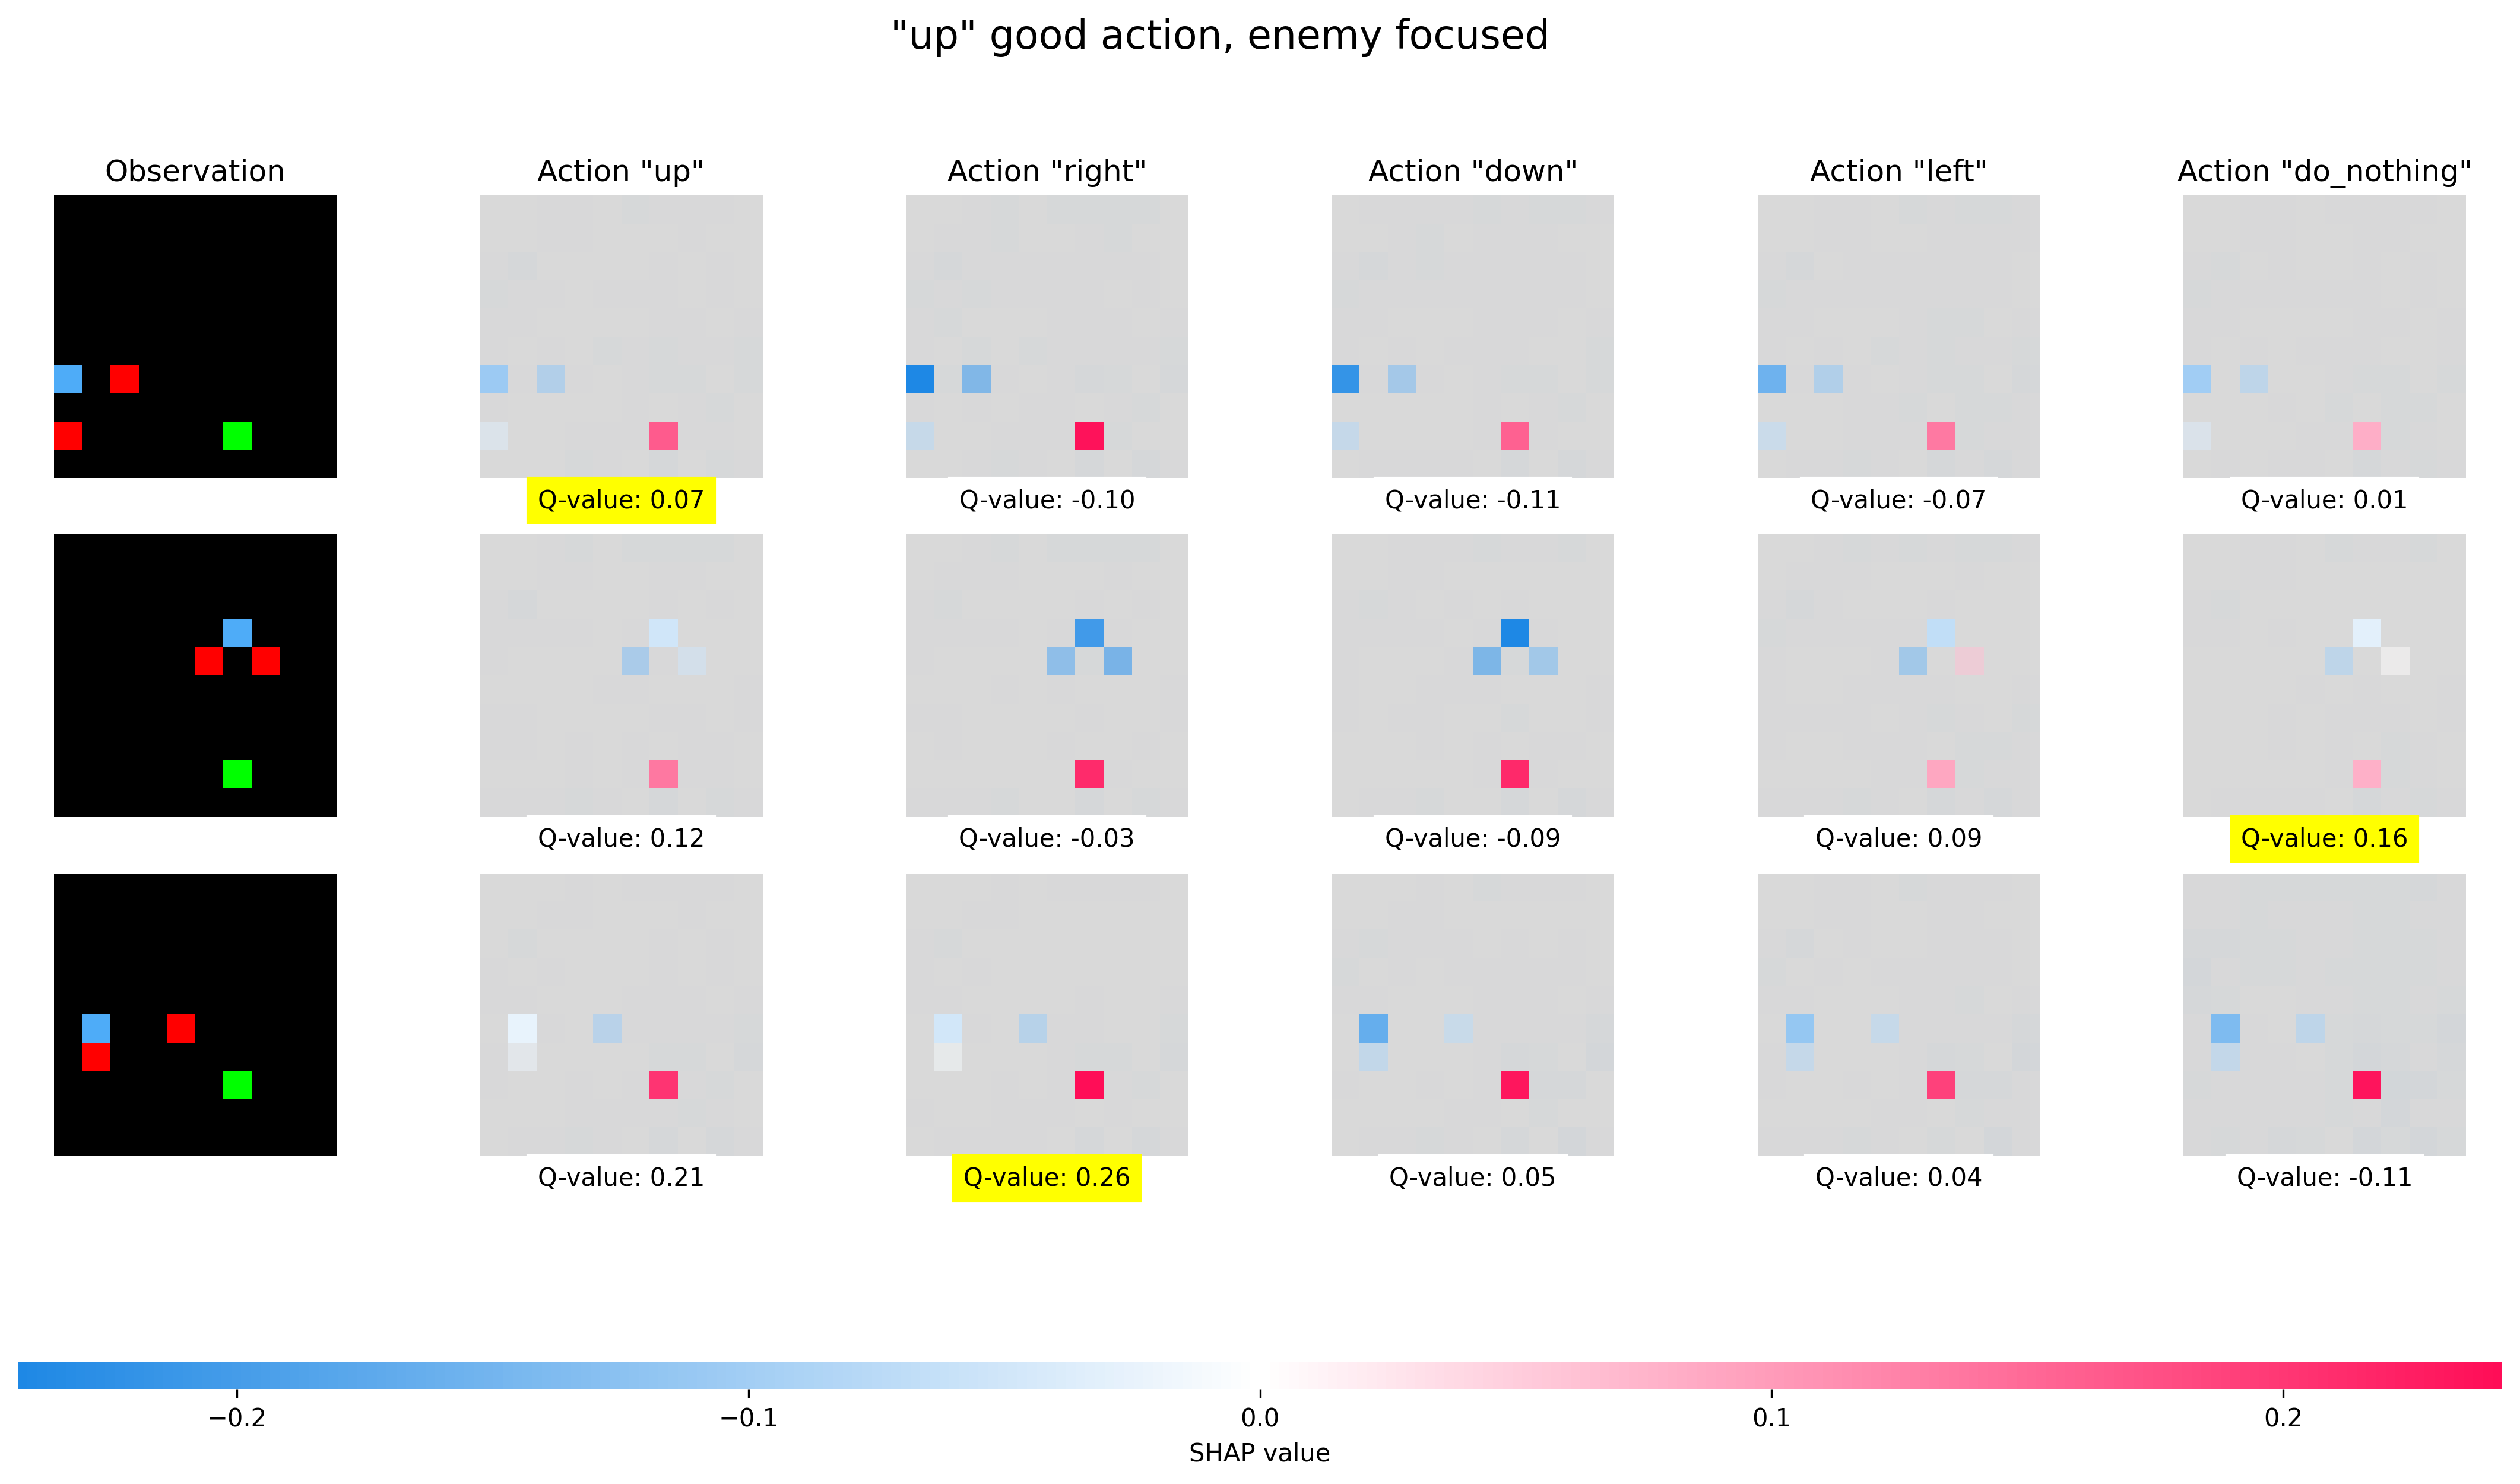 "up" good action, enemy focused
Observation
Action "up"
Action "right"
Action "down"
Action "left"
Action "do_nothing"
Q-value: 0.07
Q-value: -0.10
Q-value: -0.11
Q-value: -0.07
Q-value: 0.01
Q-value: 0.12
Q-value: -0.03
Q-value: -0.09
Q-value: 0.09
Q-value: 0.16
Q-value: 0.21
Q-value: 0.26
Q-value: 0.05
Q-value: 0.04
Q-value: -0.11
−0.2
−0.1
0.0
0.1
0.2
SHAP value